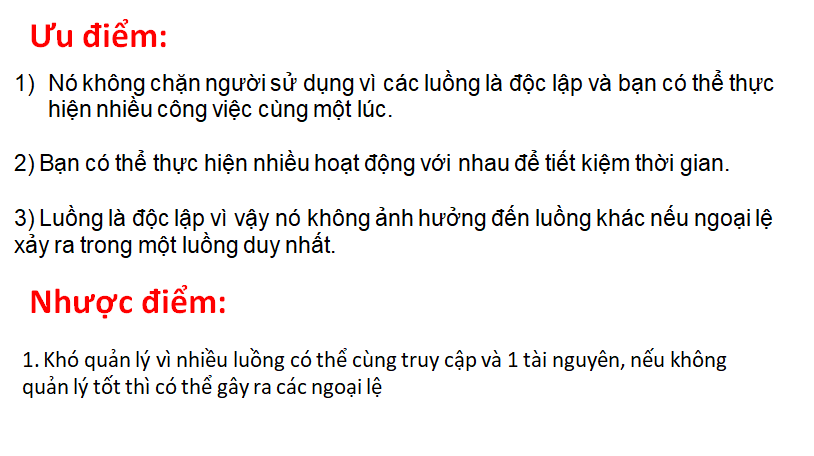 Ưu điểm:
1) Nó không chặn người sử dụng vì các luồng là độc lập và bạn có thể thực
hiện nhiều công việc cùng một lúc.
2) Bạn có thể thực hiện nhiều hoạt động với nhau để tiết kiệm thời gian.
3) Luồng là độc lập vì vậy nó không ảnh hưởng đến luồng khác nếu ngoại lệ
xảy ra trong một luồng duy nhất.
Nhược điểm:
1. Khó quản lý vì nhiều luồng có thể cùng truy cập và 1 tài nguyên, nếu không
quản lý tốt thì có thể gây ra các ngoại lệ